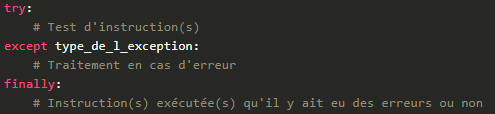 try:
    # Test d'instruction(s)
except type_de_l_exception:
    # Traitement en cas d'erreur
finally:
    # Instruction(s) exécutée(s) qu'il y ait eu des erreurs ou non